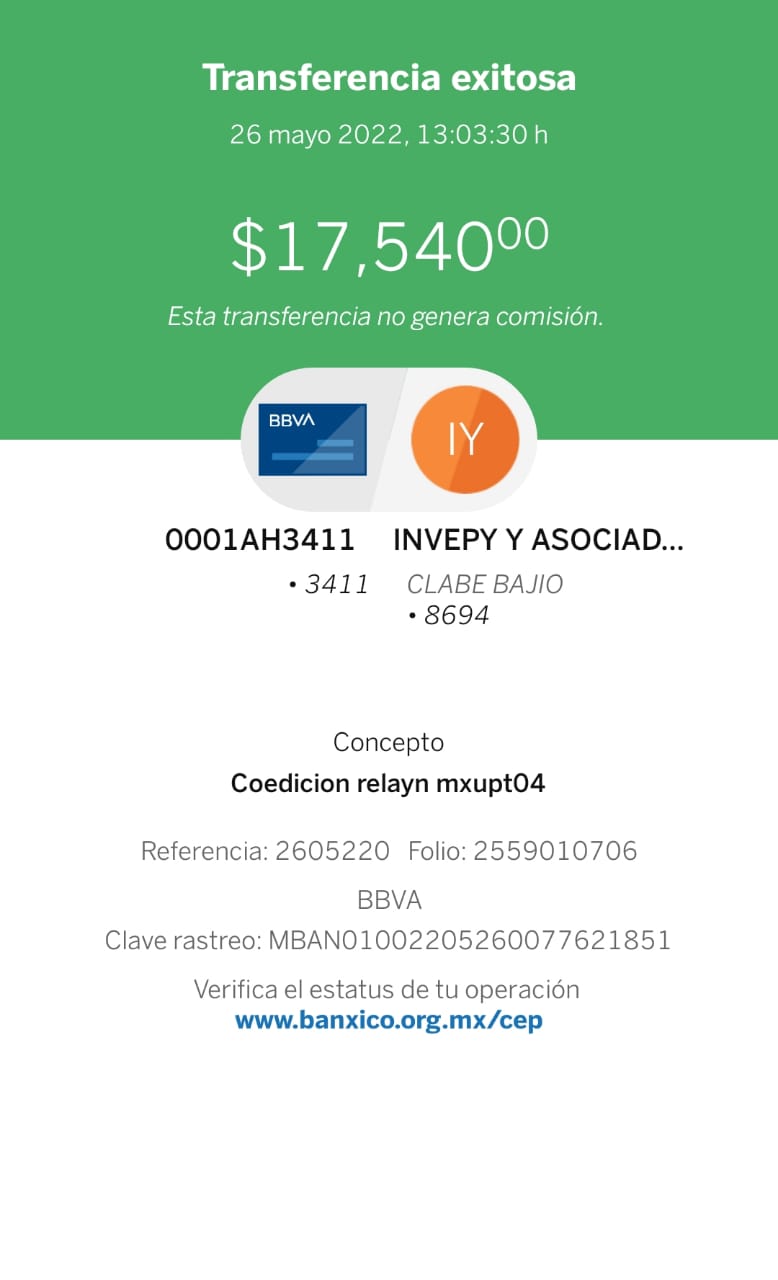 Transferencia exitosa
26 mayo 2022, 13:03:30 h
$17,540⁰⁰
Esta transferencia no genera comisión.
BBVA
IY
0001AH3411
• 3411
INVEPY Y ASOCIAD...
CLABE BAJIO
• 8694
Concepto
Coedicion relayn mxupt04
Referencia: 2605220 Folio: 2559010706
BBVA
Clave rastreo: MBAN01002205260077621851
Verifica el estatus de tu operación
www.banxico.org.mx/cep